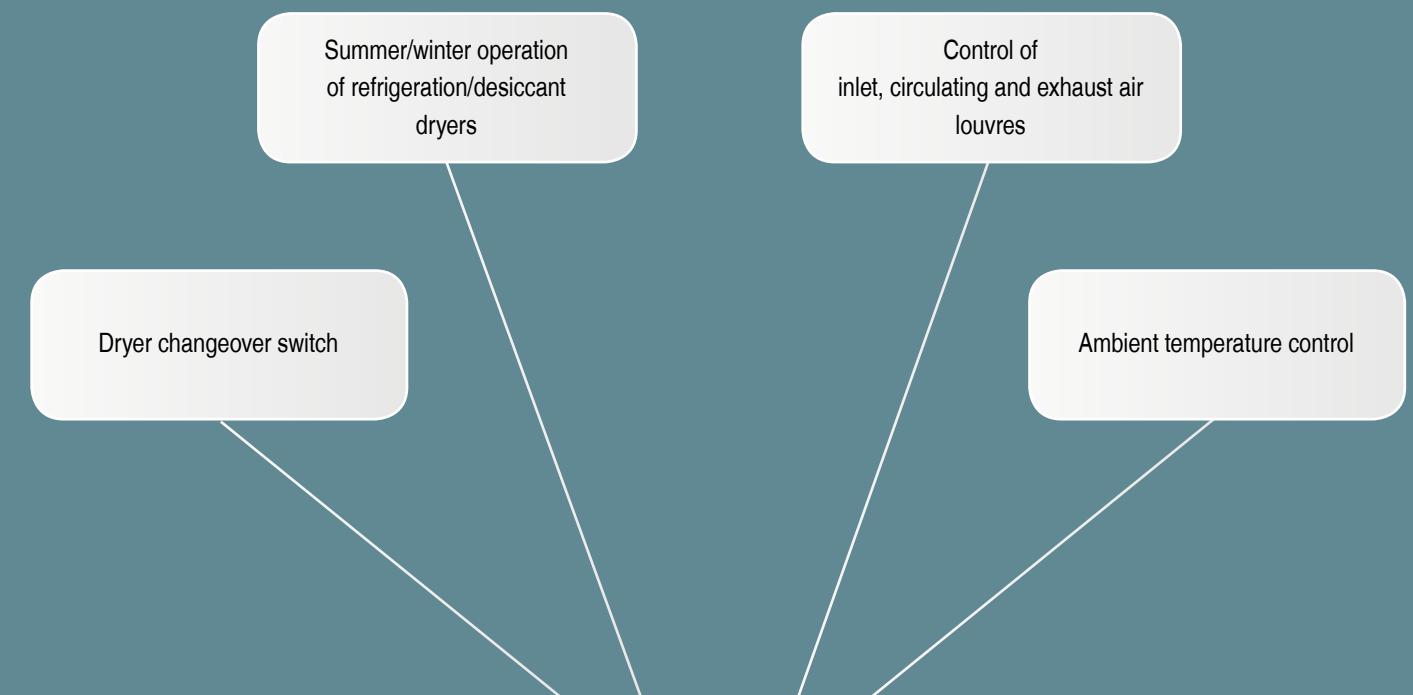 Summer/winter operation
of refrigeration/desiccant
dryers
Control of
inlet, circulating and exhaust air
louvres
Dryer changeover switch
Ambient temperature control